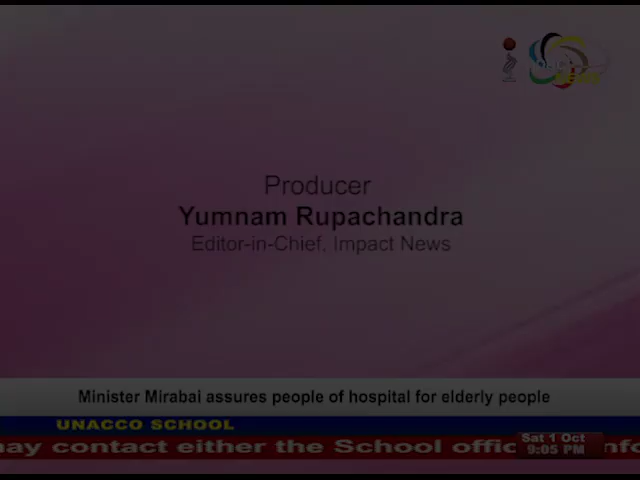 Producer
Yumnam Rupachandra
Editor-in-Chief, Impact News
Minister Mirabai assures people of hospital for elderly people
UNACCO SCHOOL
may contact either the School offic
Sat 1 Oct
9:05 PM